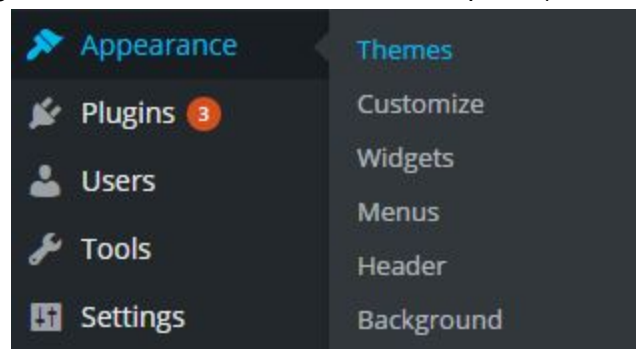 Appearance
Plugins 3
Users
Tools
Settings
Themes
Customize
Widgets
Menus
Header
Background